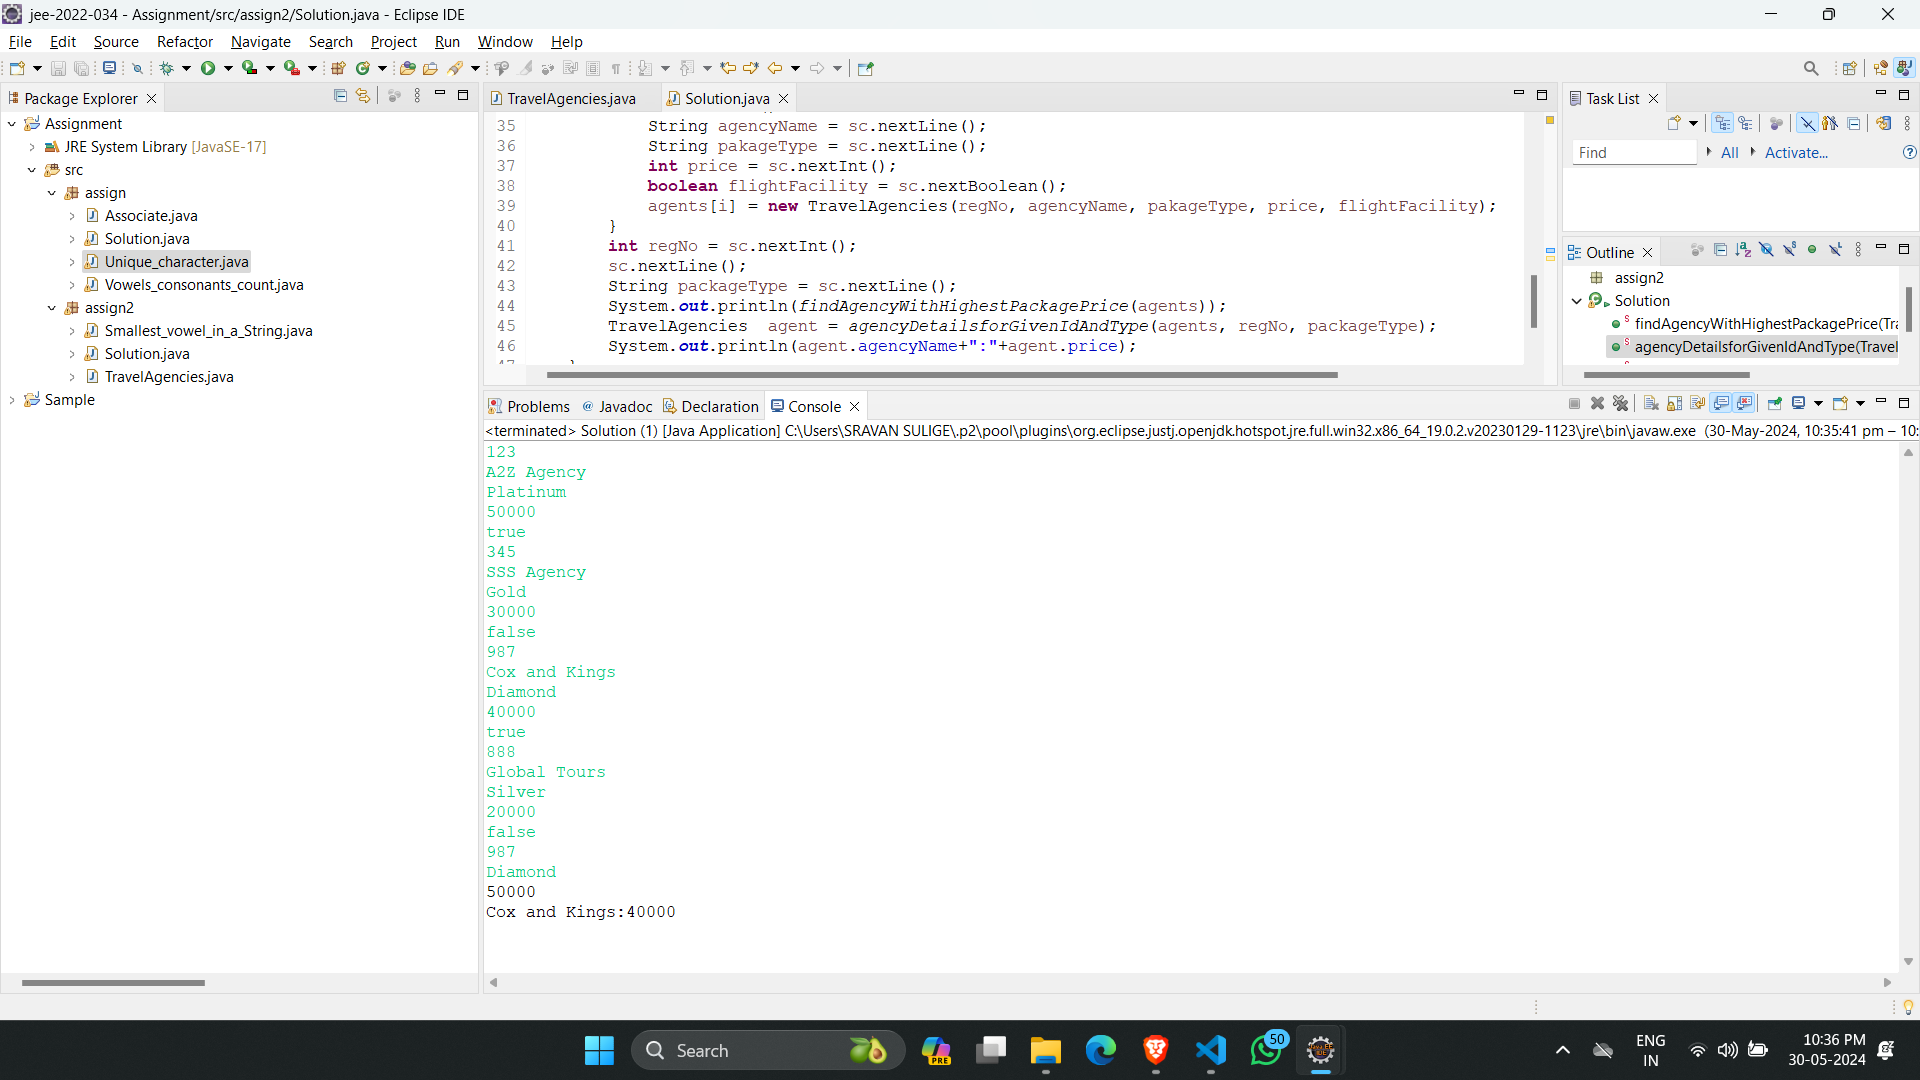 jee-2022-034 - Assignment/src/assign2/Solution.java - Eclipse IDE
File Edit Source Refactor Navigate Search Project Run Window Help
Package Explorer
Assignment
JRE System Library [JavaSE-17]
src
assign
Associate.java
Solution.java
Unique_character.java
Vowels_consonants_count.java
assign2
Smallest_vowel_in_a_String.java
Solution.java
TravelAgencies.java
Sample
TravelAgencies.java Solution.java
35 String agencyName = sc.nextLine();
36 String pakageType = sc.nextLine();
37 int price = sc.nextInt();
38 boolean flightFacility = sc.nextBoolean();
39 agents[i] = new TravelAgencies(regNo, agencyName, pakageType, price, flightFacility);
40 }
41 int regNo = sc.nextInt();
42 sc.nextLine();
43 String packageType = sc.nextLine();
44 System.out.println(findAgencyWithHighestPackagePrice(agents));
45 TravelAgencies  agent = agencyDetailsforGivenIdAndType(agents, regNo, packageType);
46 System.out.println(agent.agencyName+":"+agent.price);
Task List
Find All Activate...
Outline
assign2
Solution
findAgencyWithHighestPackagePrice(Tra
agencyDetailsforGivenIdAndType(Travel
Problems Javadoc Declaration Console
<terminated> Solution (1) [Java Application] C:\Users\SRAVAN SULIGE\.p2\pool\plugins\org.eclipse.justj.openjdk.hotspot.jre.full.win32.x86_64_19.0.2.v20230129-1123\jre\bin\javaw.exe (30-May-2024, 10:35:41 pm – 10:
123
A2Z Agency
Platinum
50000
true
345
SSS Agency
Gold
30000
false
987
Cox and Kings
Diamond
40000
true
888
Global Tours
Silver
20000
false
987
Diamond
50000
Cox and Kings:40000
Search
PRE
50
ENG
IN
10:36 PM
30-05-2024